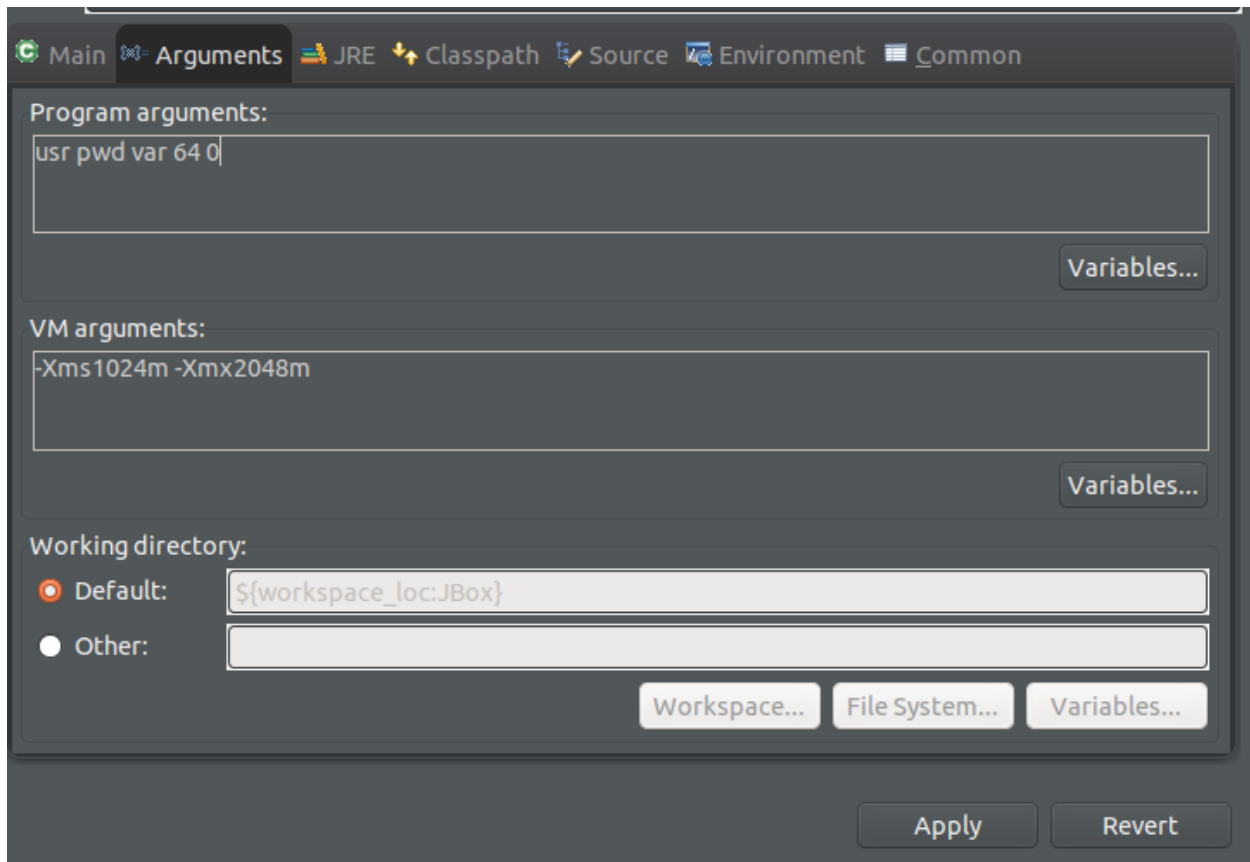 Main Arguments JRE Classpath Source Environment Common
Program arguments:
usr pwd var 64 0
Variables...
VM arguments:
-Xms1024m -Xmx2048m
Variables...
Working directory:
Default: ${workspace_loc:JBox}
Other:
Workspace... File System... Variables...
Apply Revert